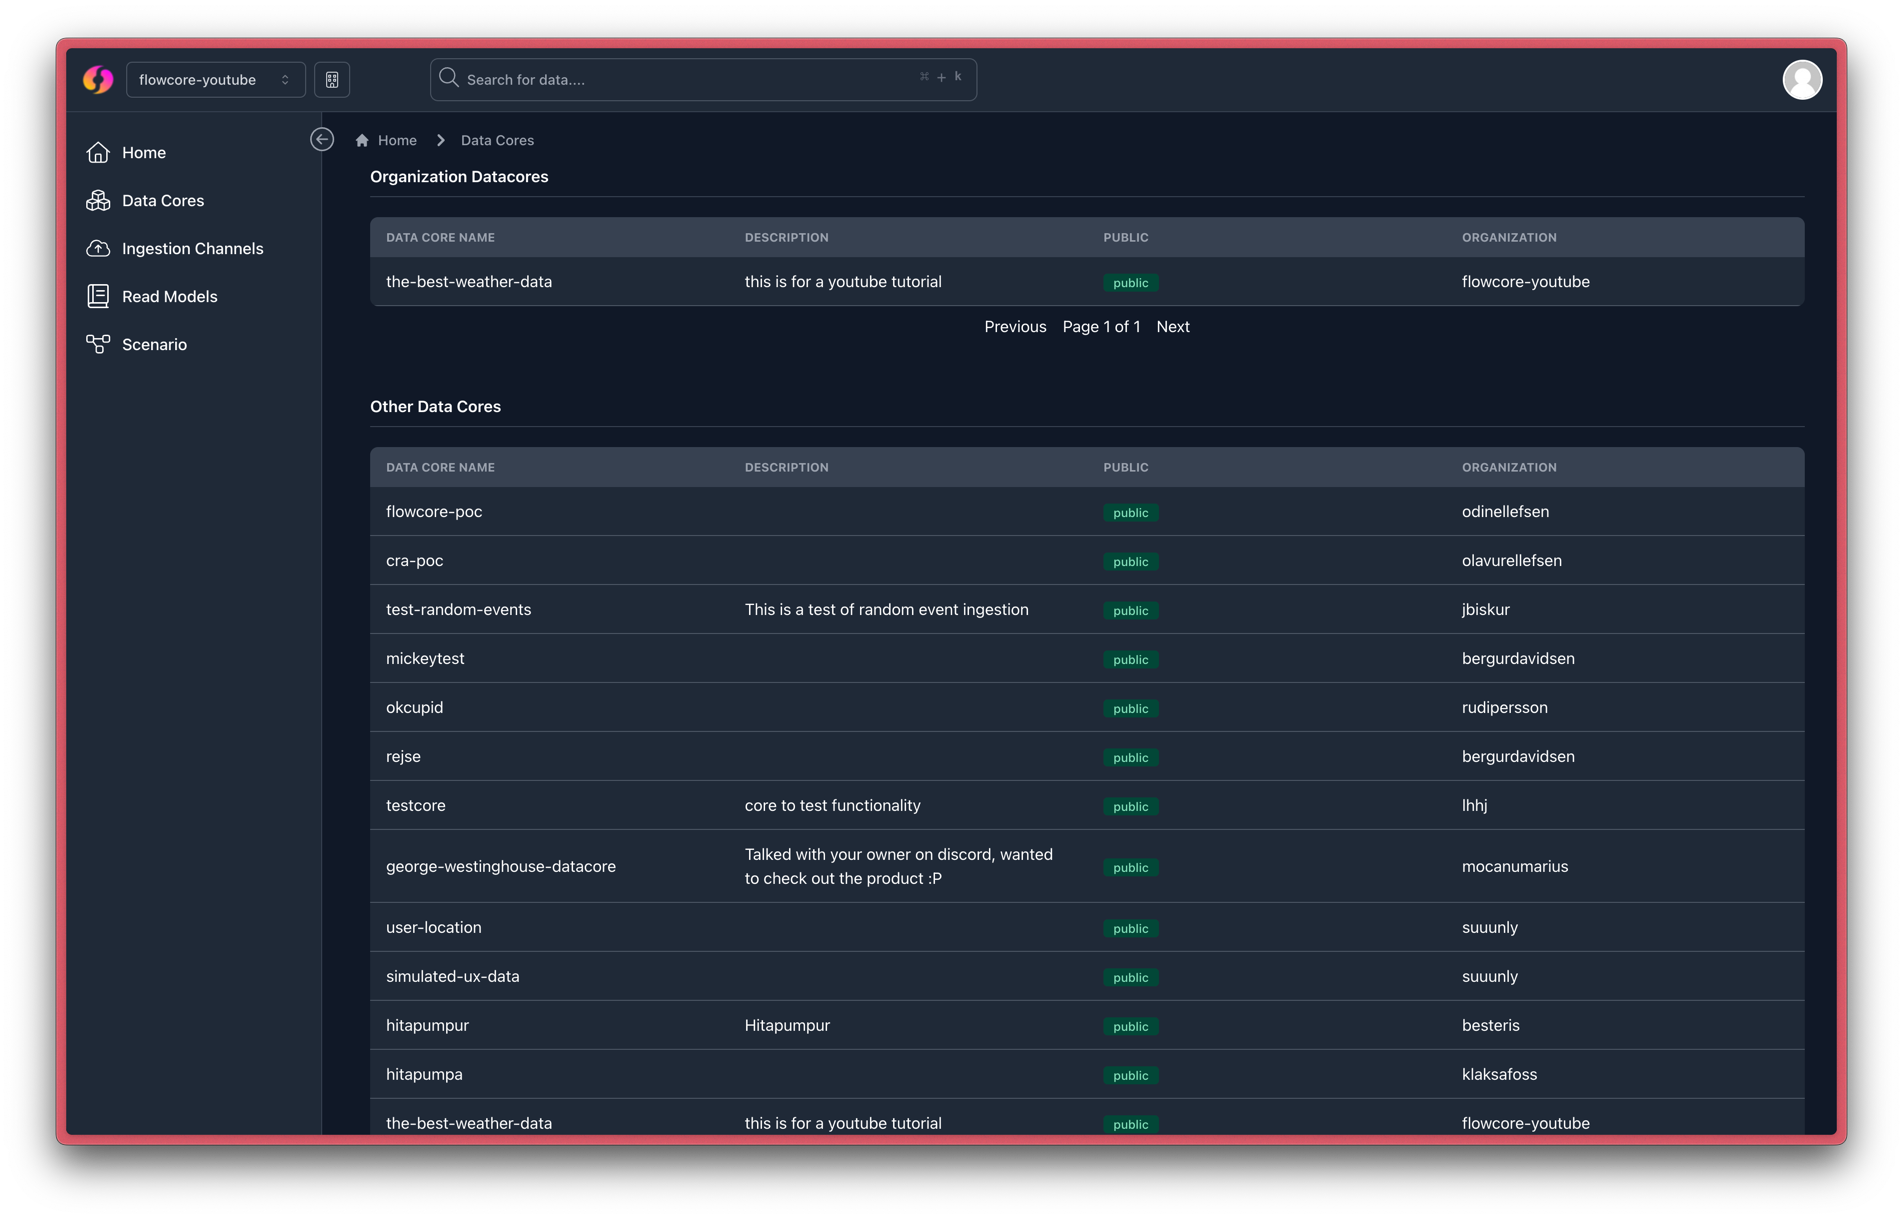 flowcore-youtube
Search for data.... ⌘ + k
Home
Data Cores
Ingestion Channels
Read Models
Scenario
Home Data Cores
Organization Datacores
DATA CORE NAME DESCRIPTION PUBLIC ORGANIZATION
the-best-weather-data this is for a youtube tutorial public flowcore-youtube
Previous Page 1 of 1 Next
Other Data Cores
DATA CORE NAME DESCRIPTION PUBLIC ORGANIZATION
flowcore-poc public odinellefsen
cra-poc public olavurellefsen
test-random-events This is a test of random event ingestion public jbiskur
mickeytest public bergurdavidsen
okcupid public rudipersson
rejse public bergurdavidsen
testcore core to test functionality public lhhj
george-westinghouse-datacore Talked with your owner on discord, wanted
to check out the product :P public mocanumarius
user-location public suuunly
simulated-ux-data public suuunly
hitapumpur Hitapumpur public besteris
hitapumpa public klaksafoss
the-best-weather-data this is for a youtube tutorial public flowcore-youtube